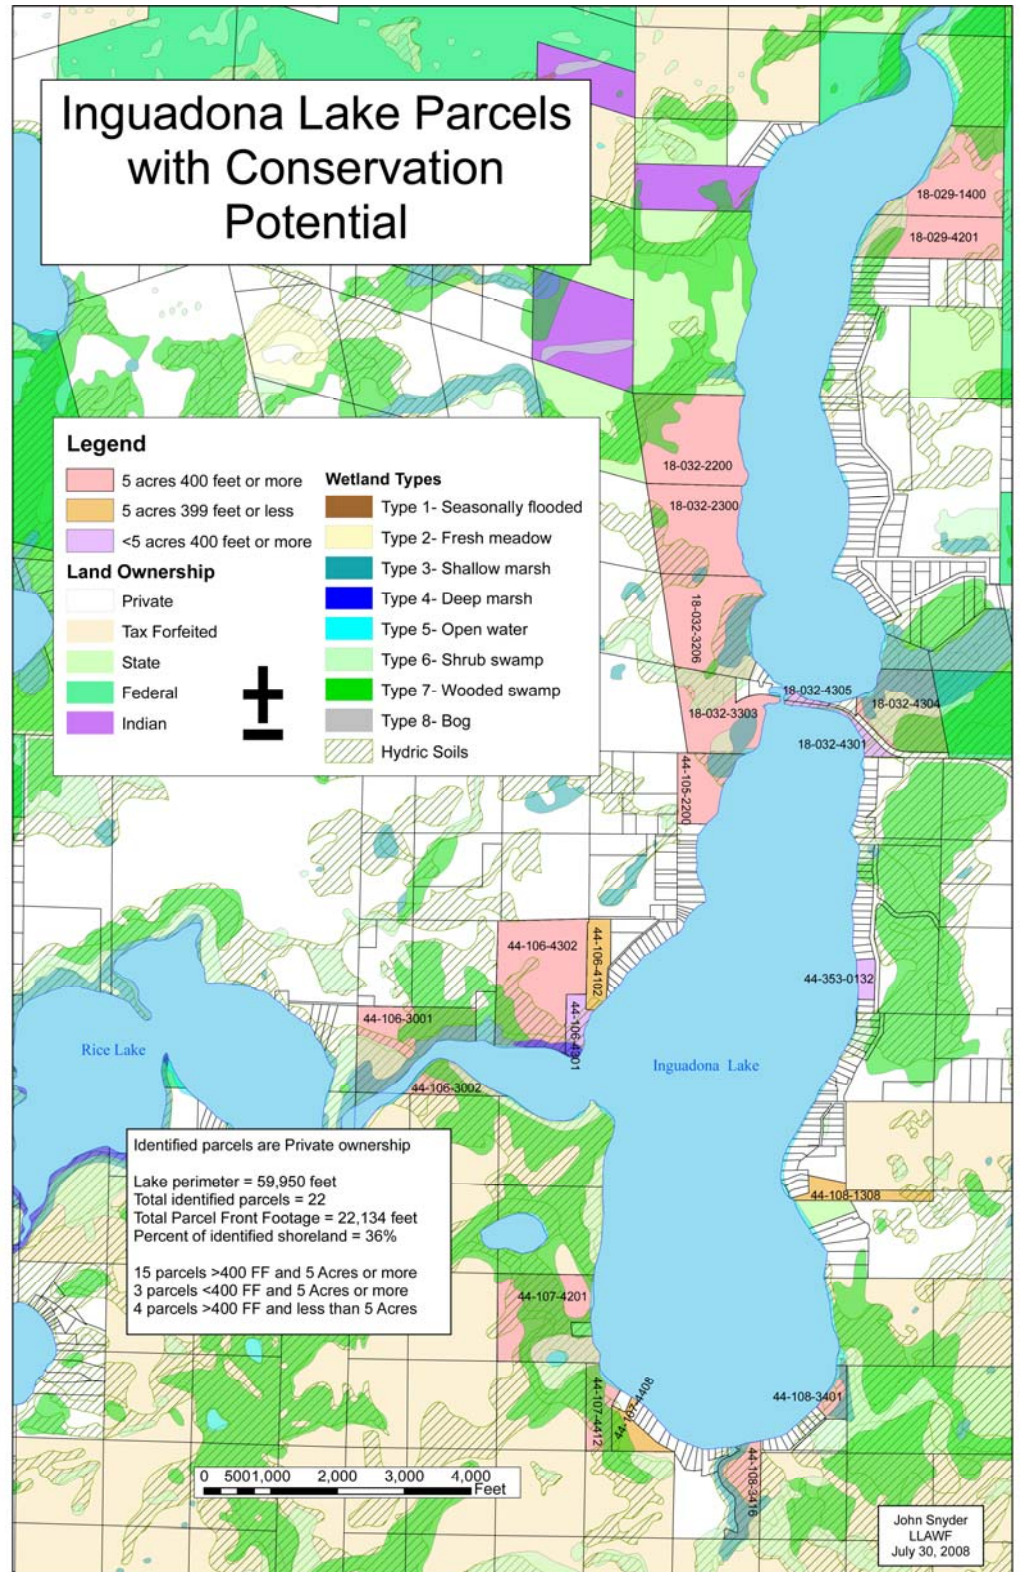 Inguadona Lake Parcels
with Conservation
Potential
18-029-1400
18-029-4201
Legend
5 acres 400 feet or more
5 acres 399 feet or less
<5 acres 400 feet or more
Land Ownership
Private
Tax Forfeited
State
Federal
Indian
Wetland Types
Type 1- Seasonally flooded
Type 2- Fresh meadow
Type 3- Shallow marsh
Type 4- Deep marsh
Type 5- Open water
Type 6- Shrub swamp
Type 7- Wooded swamp
Type 8- Bog
Hydric Soils
18-032-2200
18-032-2300
18-032-3206
18-032-4305
18-032-3303
18-032-4304
18-032-4301
44-105-2200
44-106-4302
44-106-4102
44-353-0132
44-106-3001
44-106-4301
Rice Lake
Inguadona Lake
44-106-3002
Identified parcels are Private ownership
Lake perimeter = 59,950 feet
Total identified parcels = 22
Total Parcel Front Footage = 22,134 feet
Percent of identified shoreland = 36%
15 parcels >400 FF and 5 Acres or more
3 parcels <400 FF and 5 Acres or more
4 parcels >400 FF and less than 5 Acres
44-108-1308
44-107-4201
44-107-4412
44-107-4408
44-108-3401
44-108-3416
0 500 1,000 2,000 3,000 4,000
Feet
John Snyder
LLAWF
July 30, 2008